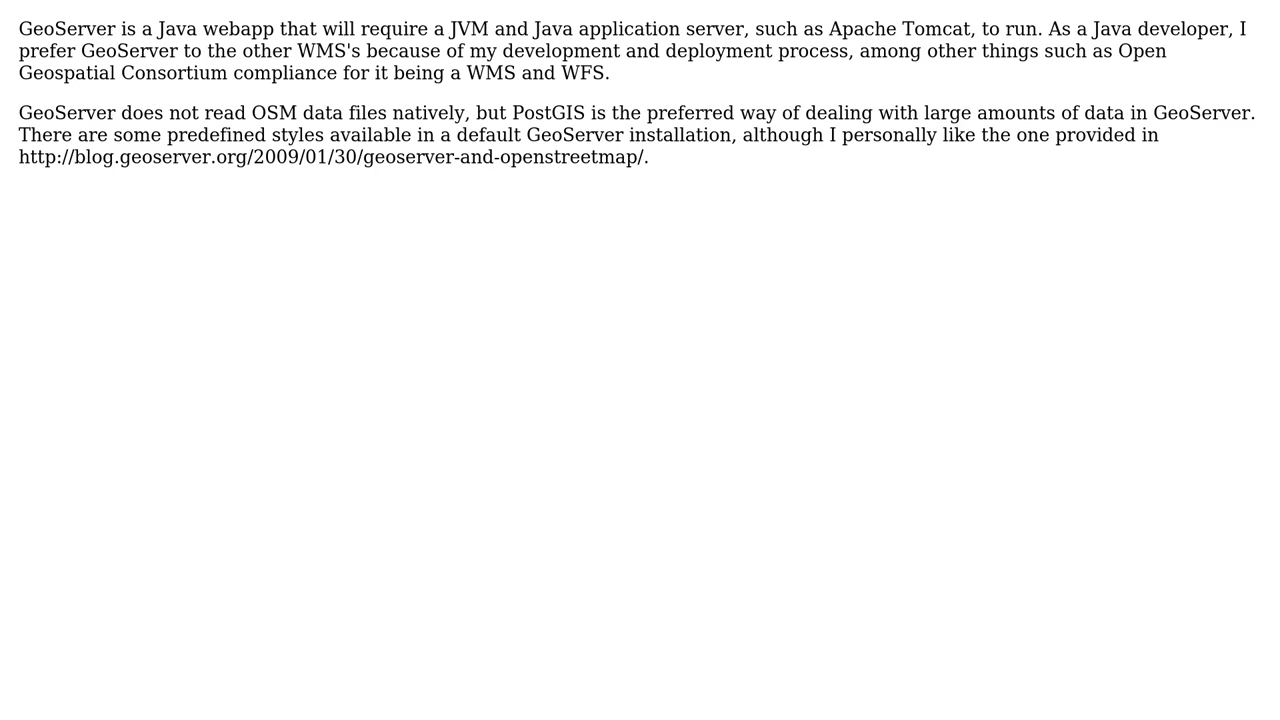 GeoServer is a Java webapp that will require a JVM and Java application server, such as Apache Tomcat, to run. As a Java developer, I
prefer GeoServer to the other WMS's because of my development and deployment process, among other things such as Open
Geospatial Consortium compliance for it being a WMS and WFS.
GeoServer does not read OSM data files natively, but PostGIS is the preferred way of dealing with large amounts of data in GeoServer.
There are some predefined styles available in a default GeoServer installation, although I personally like the one provided in
http://blog.geoserver.org/2009/01/30/geoserver-and-openstreetmap/.